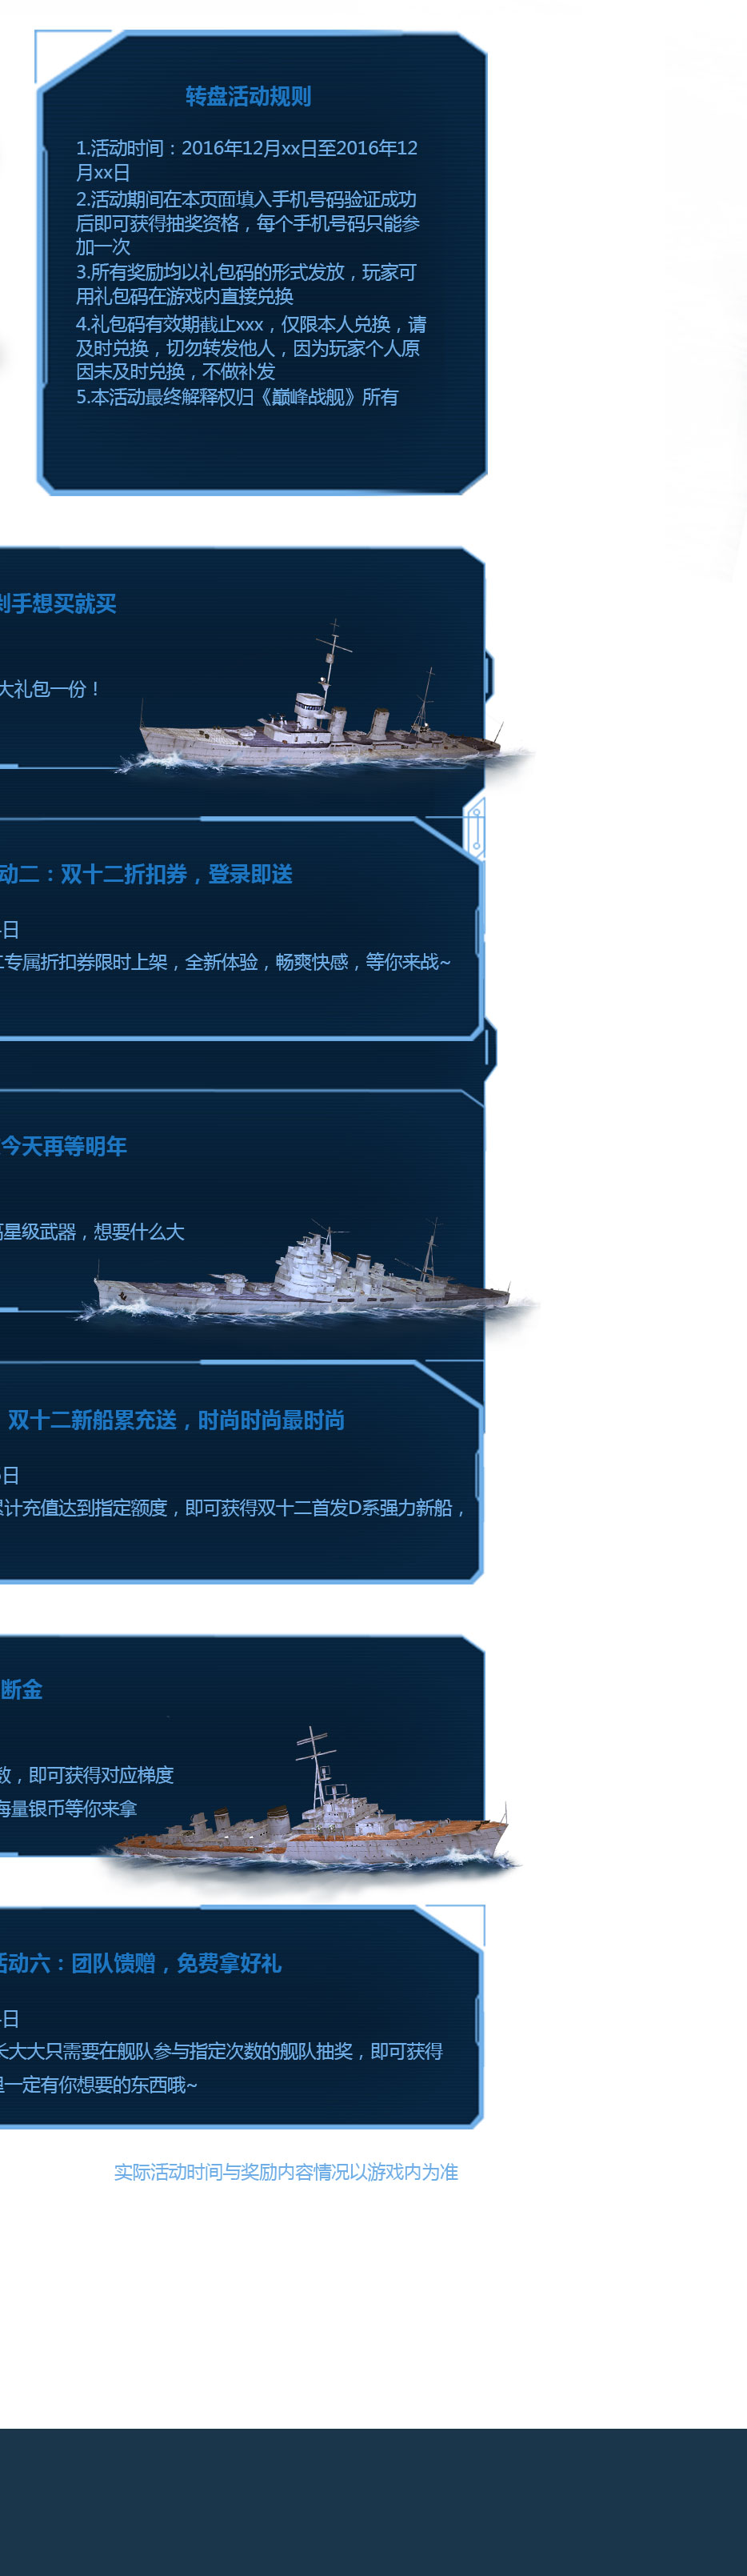 转盘活动规则
1.活动时间：2016年12月xx日至2016年12
月xx日
2.活动期间在本页面填入手机号码验证成功
后即可获得抽奖资格，每个手机号码只能参
加一次
3.所有奖励均以礼包码的形式发放，玩家可
用礼包码在游戏内直接兑换
4.礼包码有效期截止xxx，仅限本人兑换，请
及时兑换，切勿转发他人，因为玩家个人原
因未及时兑换，不做补发
5.本活动最终解释权归《巅峰战舰》所有
剁手想买就买
大礼包一份！
动二：双十二折扣券，登录即送
日
专属折扣券限时上架，全新体验，畅爽快感，等你来战~
今天再等明年
高星级武器，想要什么大
双十二新船累充送，时尚时尚最时尚
日
累计充值达到指定额度，即可获得双十二首发D系强力新船，
断金
数，即可获得对应梯度
海量银币等你来拿
活动六：团队馈赠，免费拿好礼
日
长大大只需要在舰队参与指定次数的舰队抽奖，即可获得
里一定有你想要的东西哦~
实际活动时间与奖励内容情况以游戏内为准